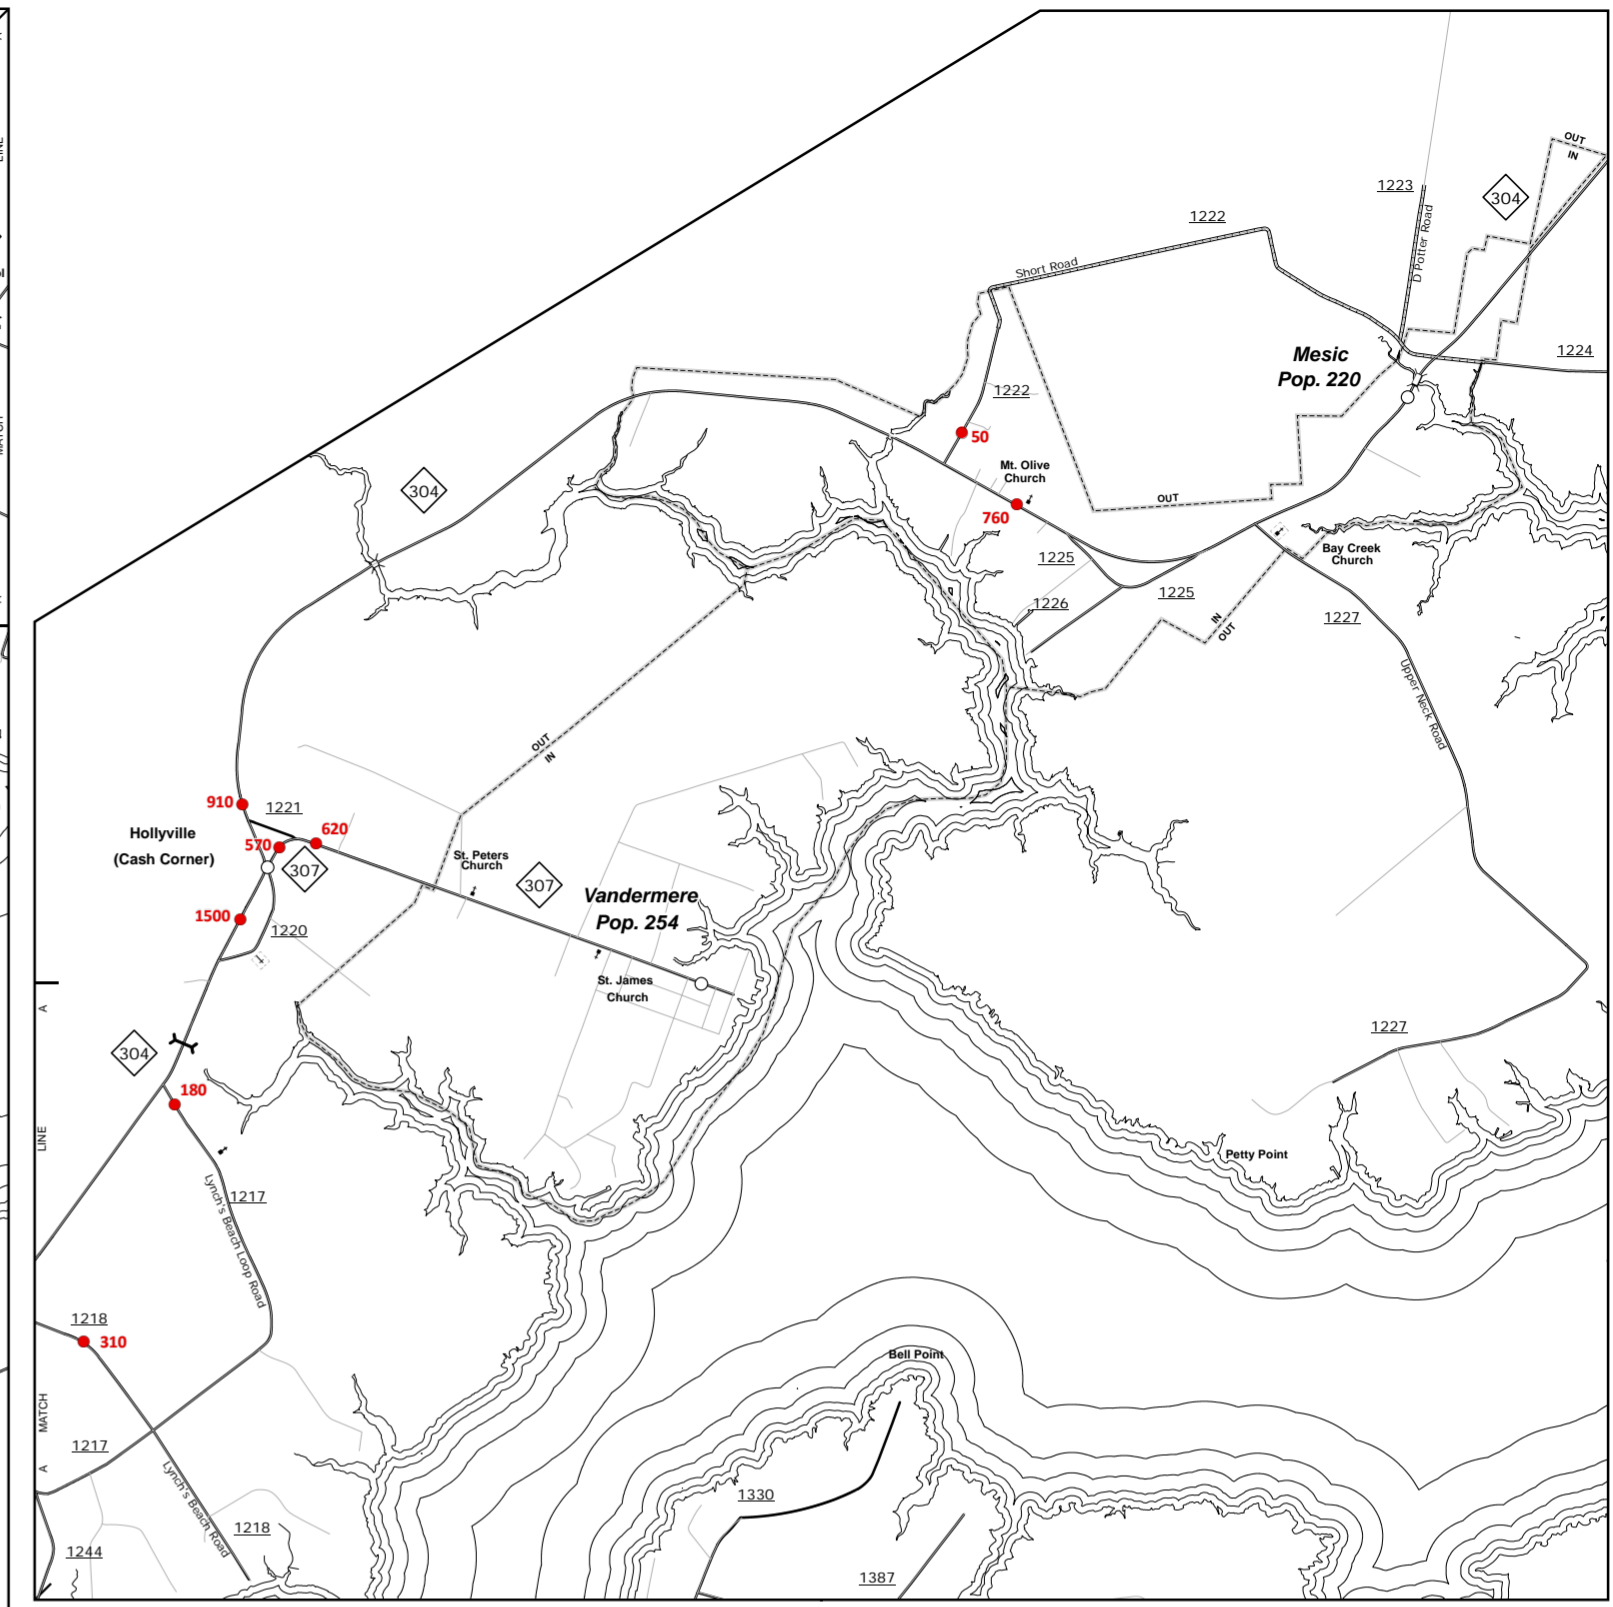 OUT
IN
1223
304
1222
D Potter Road
Short Road
Mesic
Pop. 220
1224
1222
50
Mt. Olive
Church
304
760
OUT
1225
Bay Creek
Church
1225
1226
1227
IN
OUT
Upper Neck Road
OUT
IN
910
1221
620
Hollyville
(Cash Corner)
570
307
St. Peters
Church
307
Vandermere
Pop. 254
1500
1220
St. James
Church
A
304
1227
180
LINE
Petty Point
1217
Lynch's Beach Loop Road
1218
310
Bell Point
MATCH
1217
A
Lynch's Beach Road
1330
1218
1244
1387
LINE
MATCH